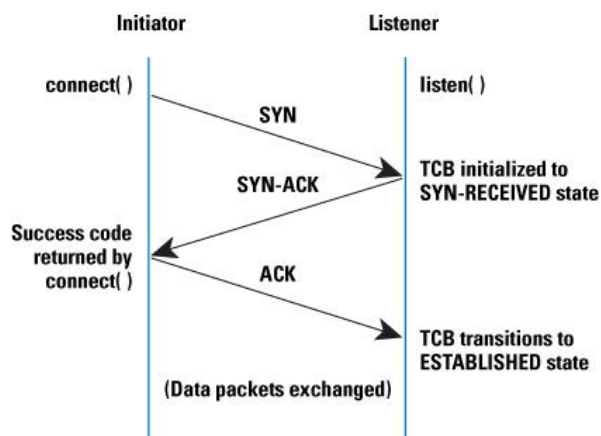 Initiator
Listener
connect( )
listen( )
SYN
TCB initialized to
SYN-RECEIVED state
SYN-ACK
Success code
returned by
connect( )
ACK
TCB transitions to
ESTABLISHED state
(Data packets exchanged)